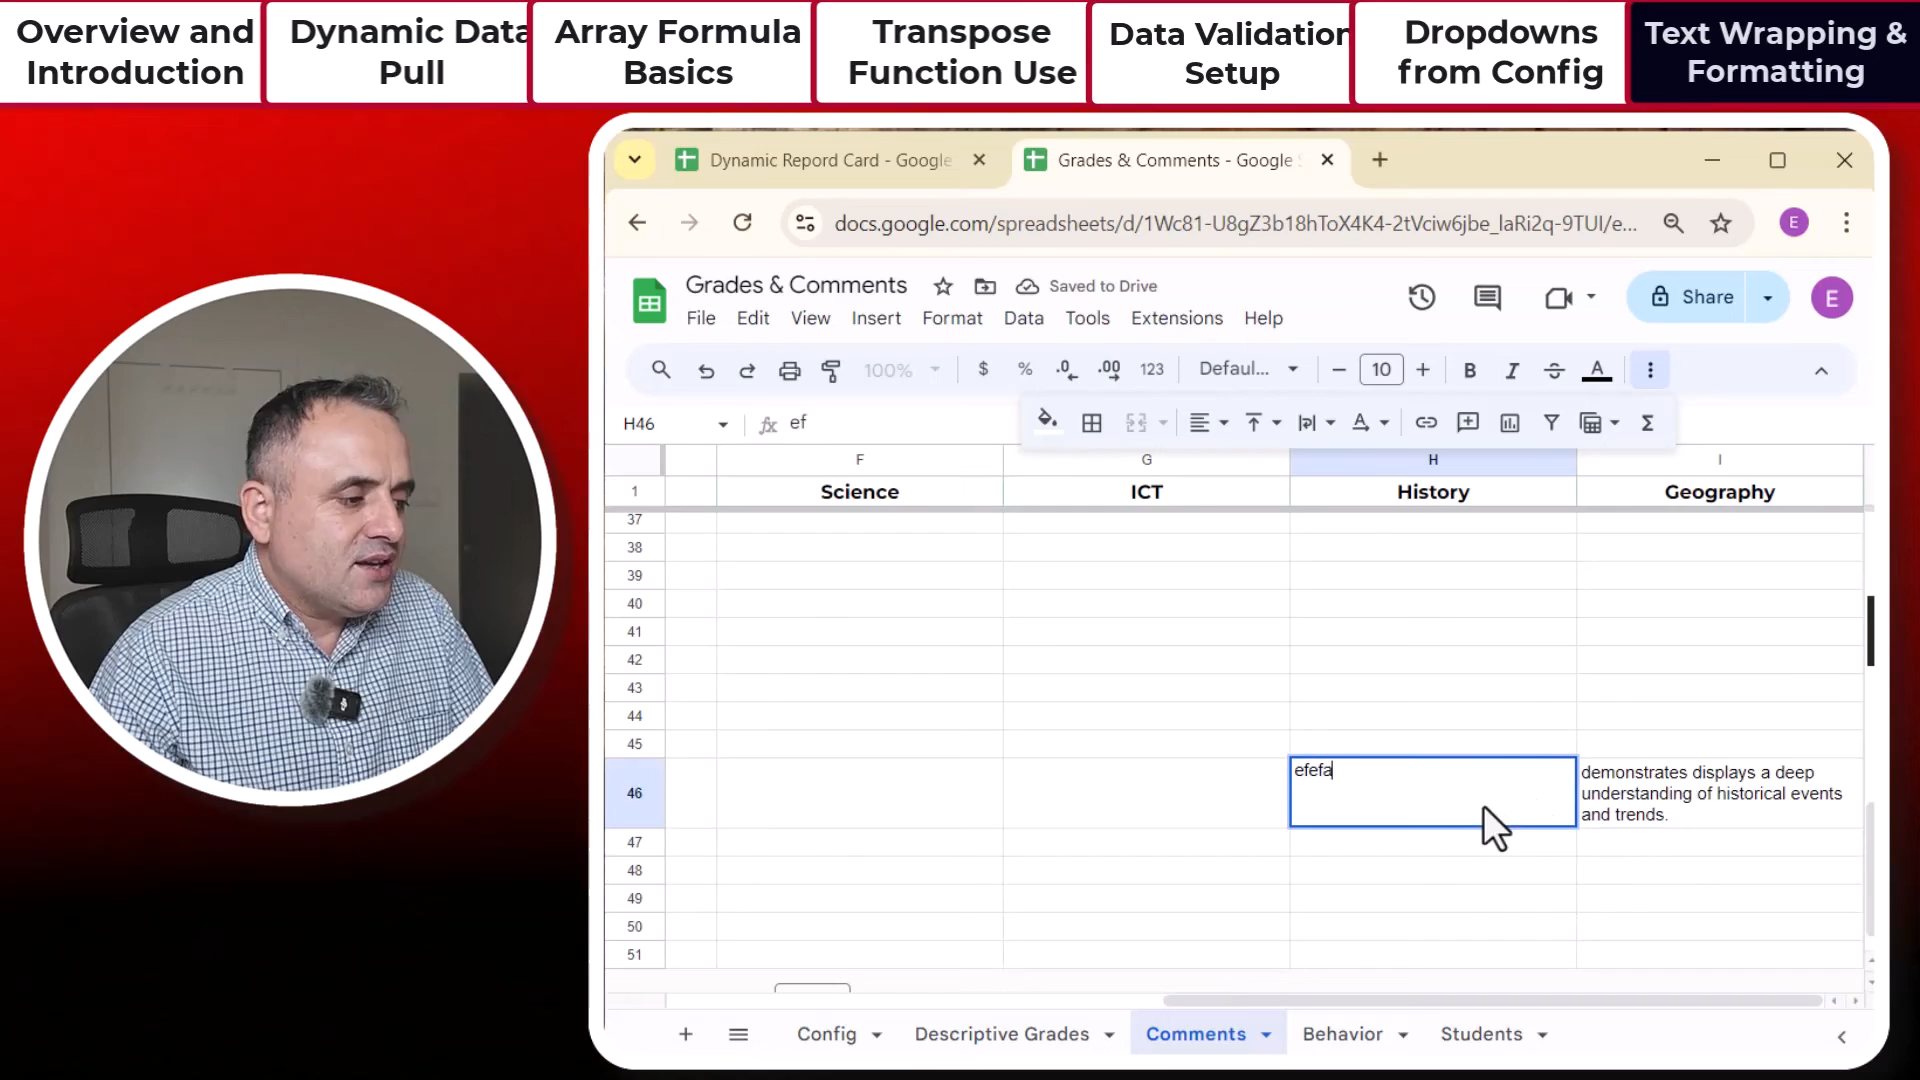 Overview and
Introduction
Dynamic Data
Pull
Array Formula
Basics
Transpose
Function Use
Data Validation
Setup
Dropdowns
from Config
Text Wrapping &
Formatting
Dynamic Repord Card - Google
Grades & Comments - Google S
docs.google.com/spreadsheets/d/1Wc81-U8gZ3b18hToX4K4-2tVciw6jbe_laRi2q-9TUI/e...
E
Grades & Comments
Saved to Drive
File Edit View Insert Format Data Tools Extensions Help
Share
E
100% $ % .0 .00 123 Defaul... 10 B I S A
H46 fx ef
F G H I
1 Science ICT History Geography
37
38
39
40
41
42
43
44
45
46 efefa
demonstrates displays a deep
understanding of historical events
and trends.
47
48
49
50
51
Config Descriptive Grades Comments Behavior Students